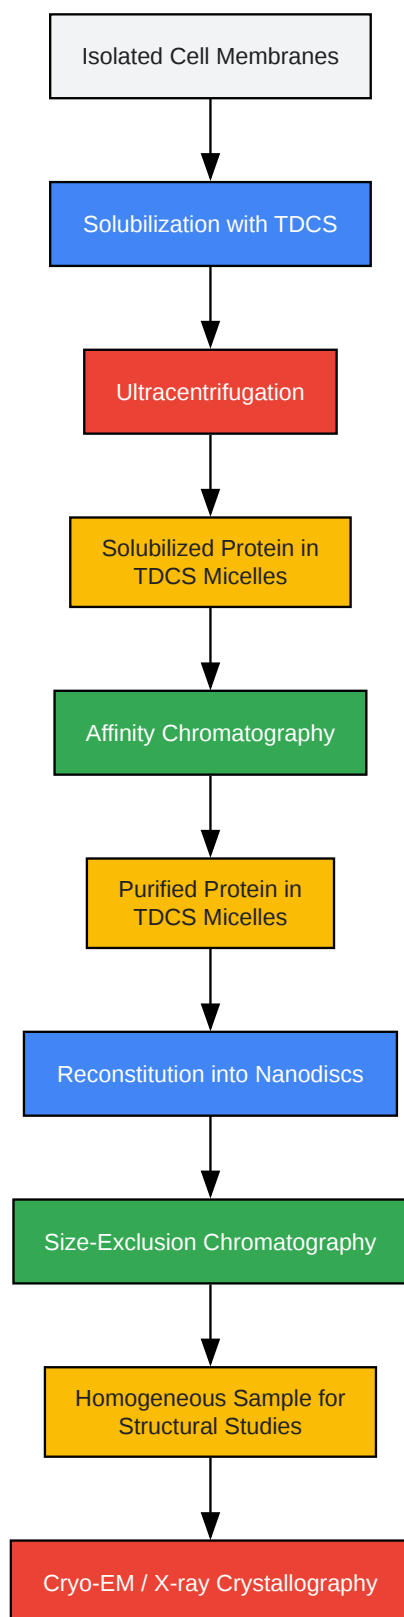 Isolated Cell Membranes
Solubilization with TDCS
Ultracentrifugation
Solubilized Protein in
TDCS Micelles
Affinity Chromatography
Purified Protein in
TDCS Micelles
Reconstitution into Nanodiscs
Size-Exclusion Chromatography
Homogeneous Sample for
Structural Studies
Cryo-EM / X-ray Crystallography